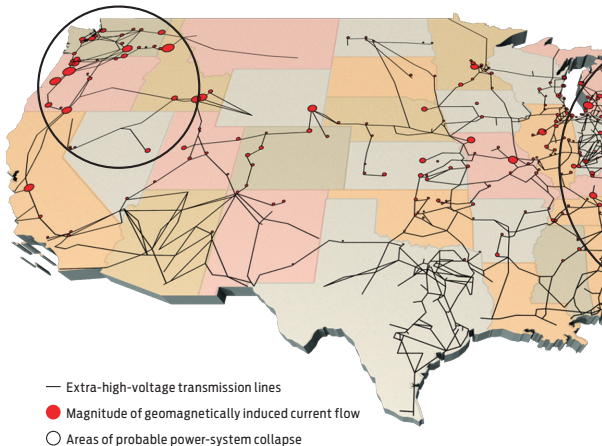 Extra-high-voltage transmission lines
Magnitude of geomagnetically induced current flow
Areas of probable power-system collapse